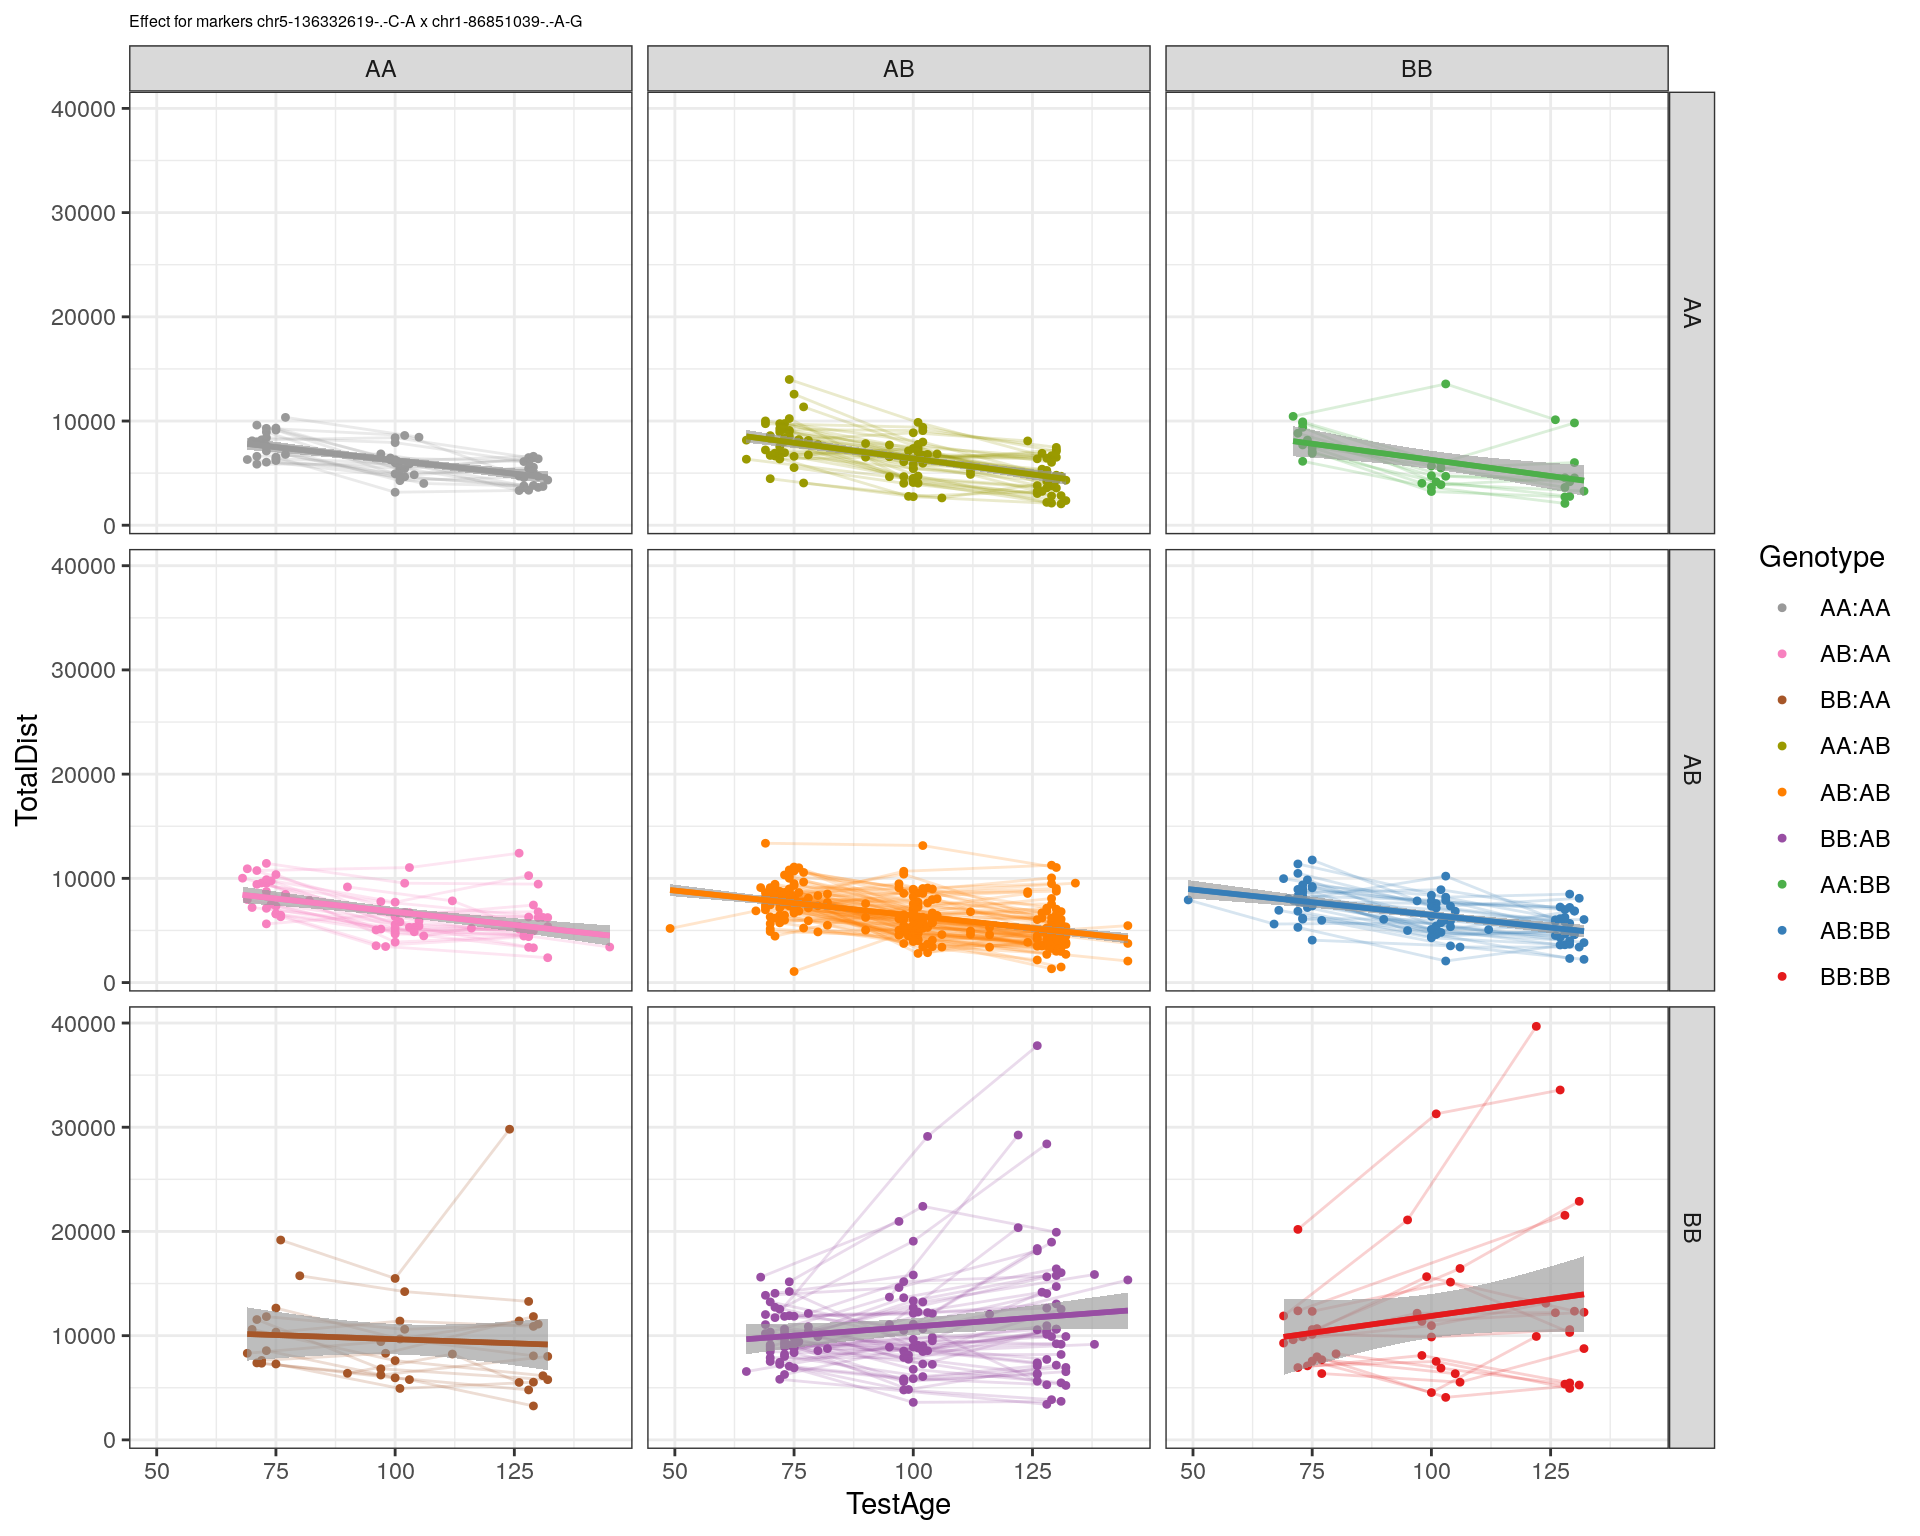 Effect for markers chr5-136332619-.-C-A x chr1-86851039-.-A-G
AA
AB
BB
40000
30000
20000
10000
0
AA
40000
30000
20000
10000
0
AB
40000
30000
20000
10000
0
BB
50
75
100
125
50
75
100
125
50
75
100
125
TestAge
TotalDist
Genotype
AA:AA
AB:AA
BB:AA
AA:AB
AB:AB
BB:AB
AA:BB
AB:BB
BB:BB